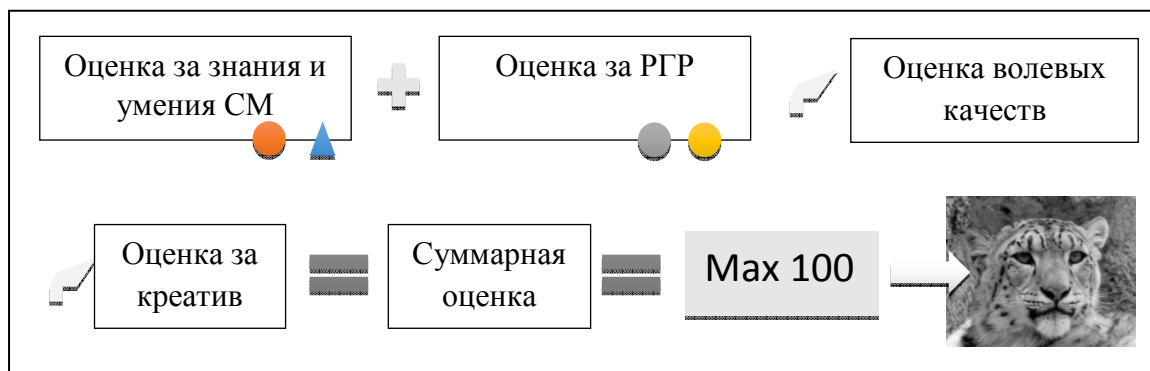 Оценка за знания и
умения СМ
Оценка за РГР
Оценка волевых
качеств
Оценка за
креатив
Суммарная
оценка
Max 100